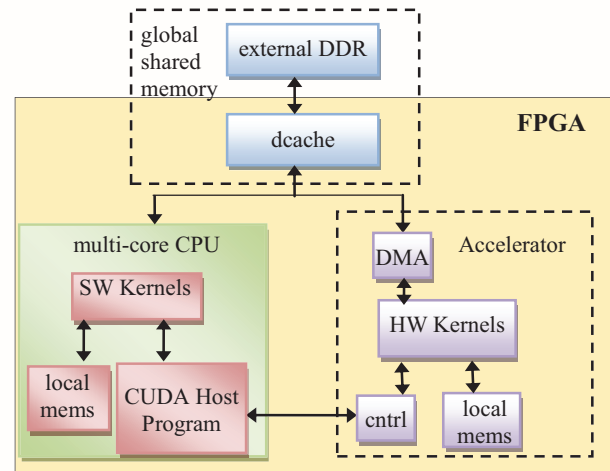 global
shared
memory
external DDR
dcache
FPGA
multi-core CPU
SW Kernels
local
mems
CUDA Host
Program
Accelerator
DMA
HW Kernels
cntrl
local
mems